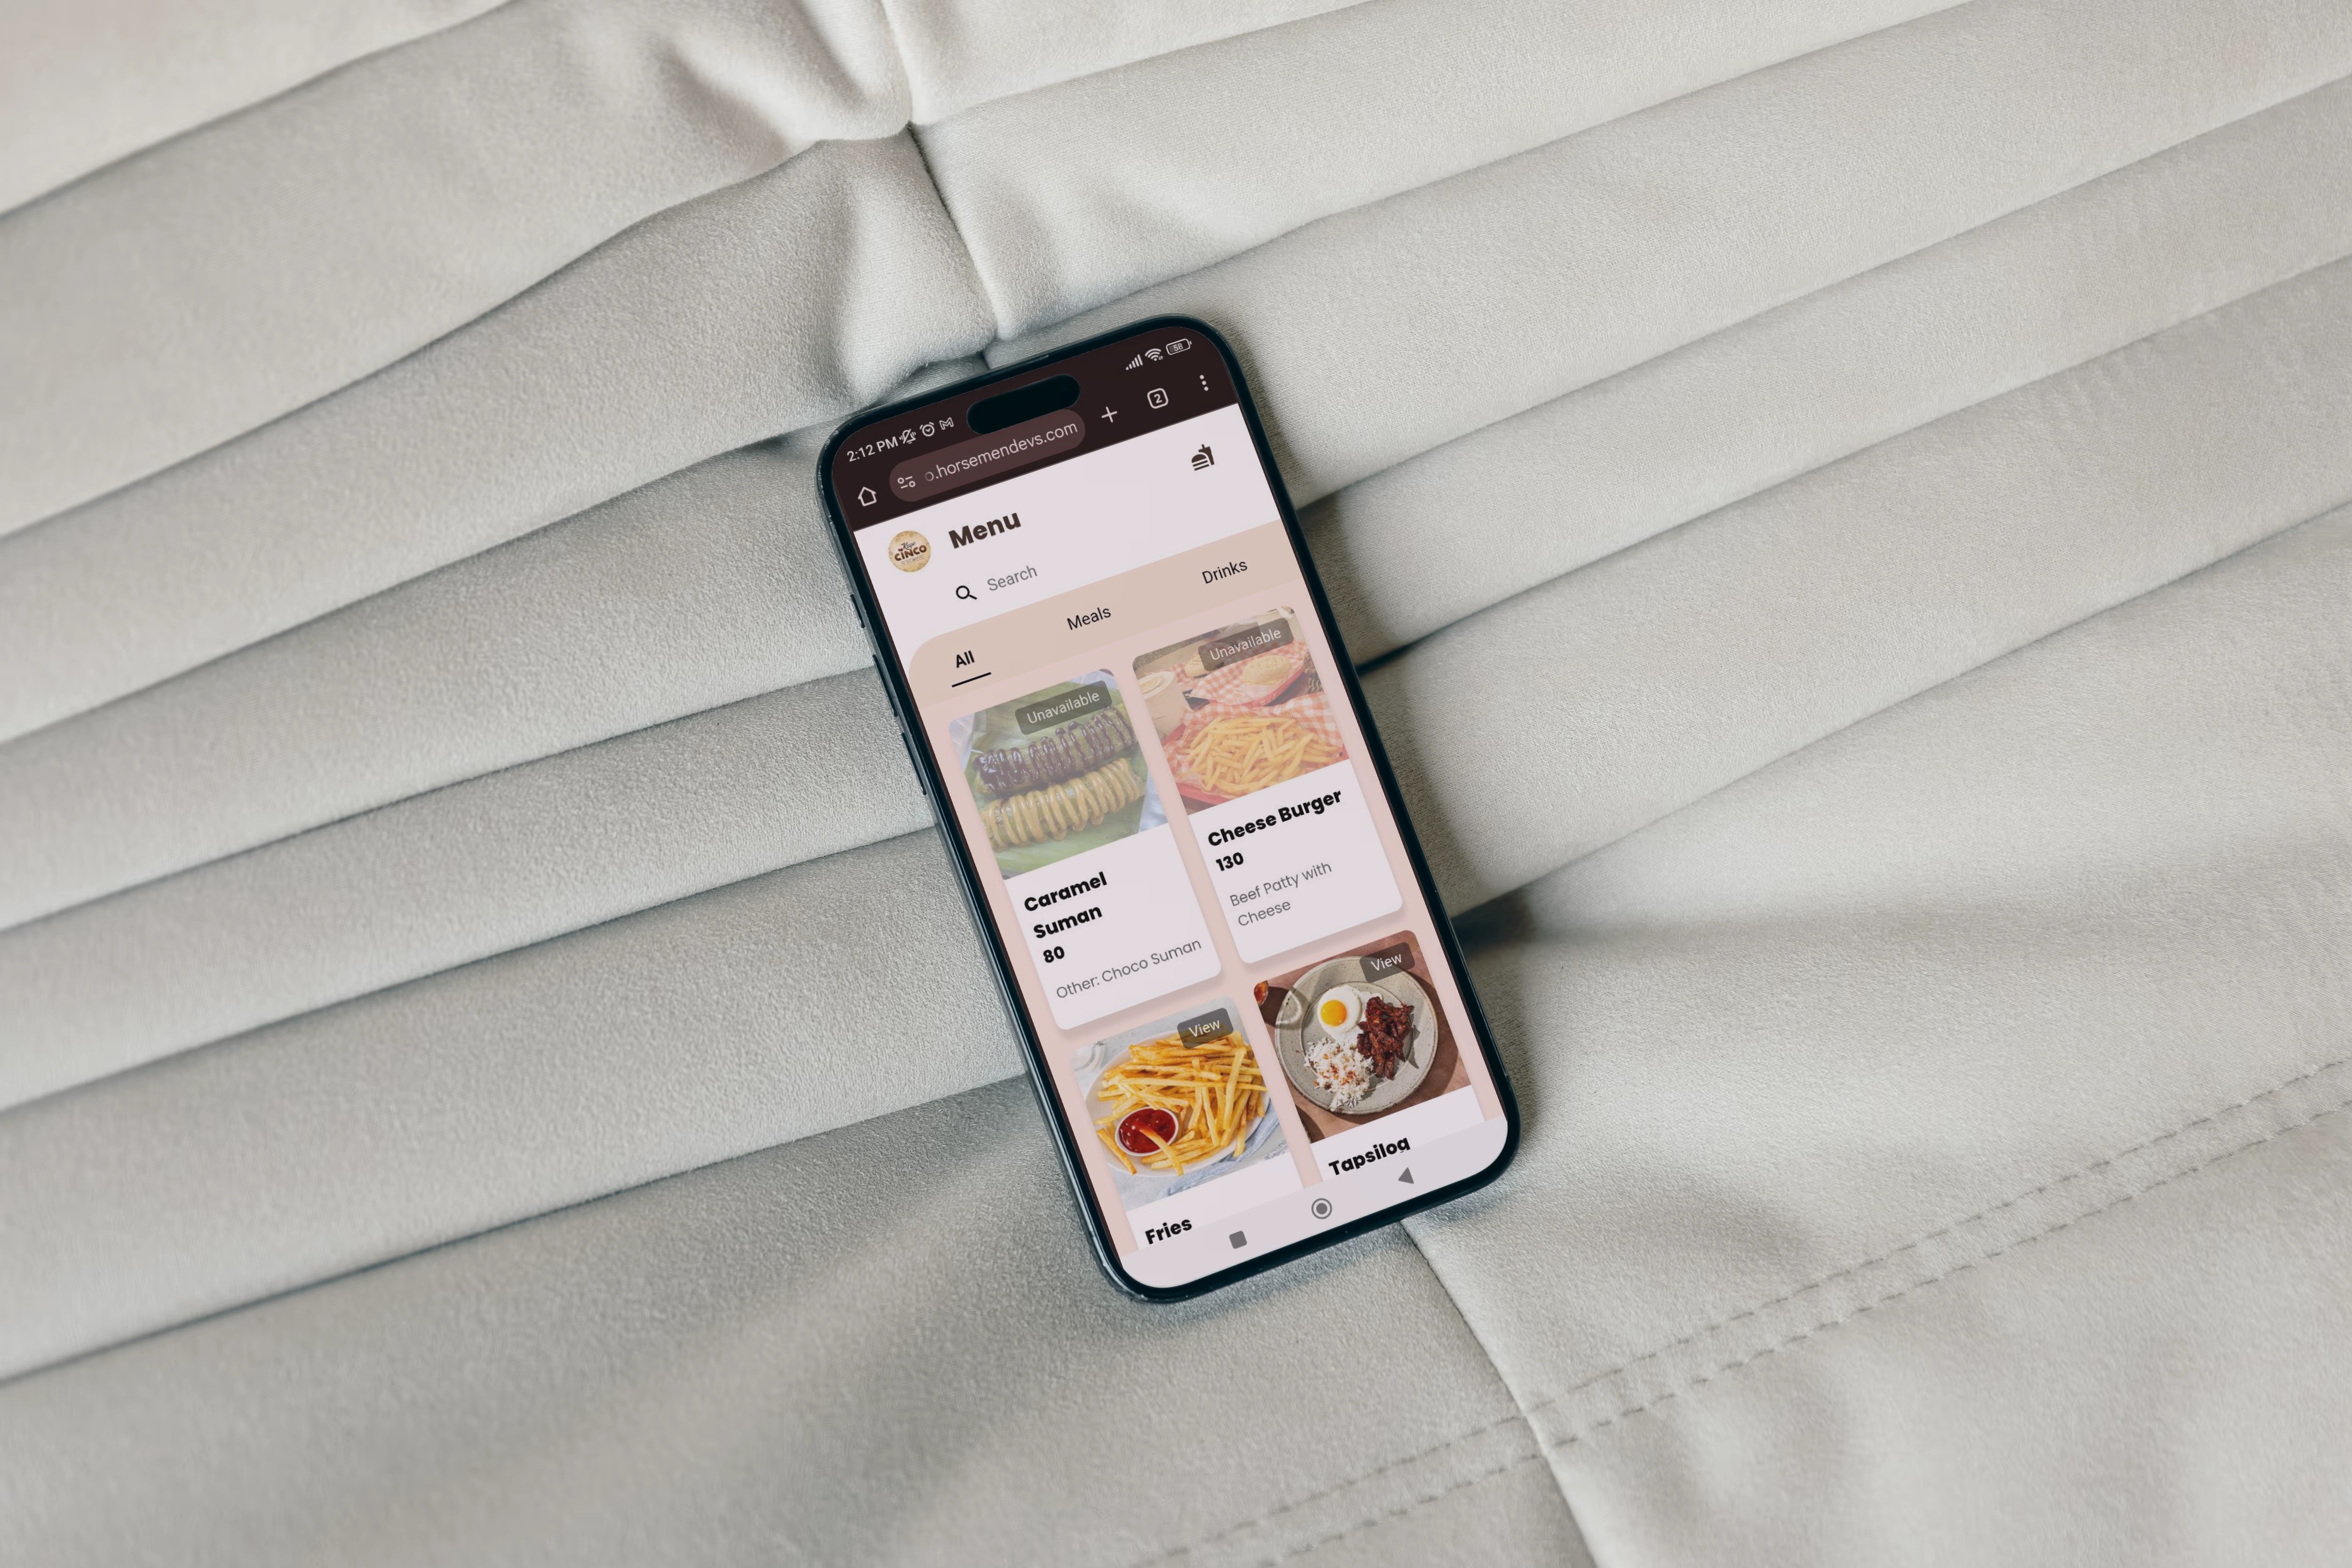 2:12 PM
58
.horsemendevs.com
2
CINCO
Menu
Search
All
Meals
Drinks
Unavailable
Caramel
Suman
80
Other: Choco Suman
Unavailable
Cheese Burger
130
Beef Patty with
Cheese
View
Fries
View
Tapsilog